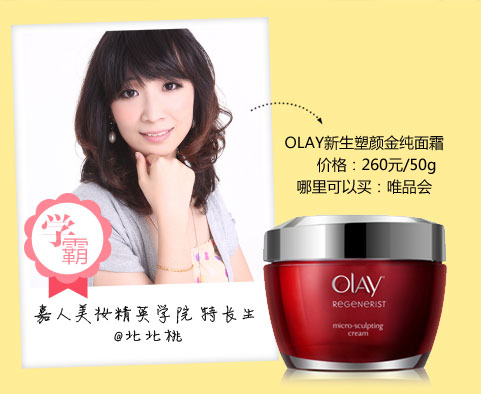 OLAY新生塑颜金纯面霜
价格：260元/50g
哪里可以买：唯品会
学
霸
嘉人美妆精英学院 特长生
@北北桃
OLAY
REGENERIST
micro-sculpting
cream